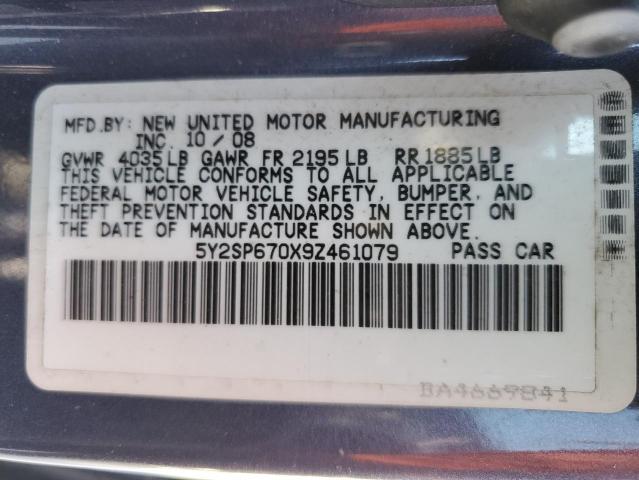 MFD.BY: NEW UNITED MOTOR MANUFACTURING
INC. 10 / 08
GVWR 4035 LB GAWR FR 2195 LB RR 1885 LB
THIS VEHICLE CONFORMS TO ALL APPLICABLE
FEDERAL MOTOR VEHICLE SAFETY, BUMPER, AND
THEFT PREVENTION STANDARDS IN EFFECT ON
THE DATE OF MANUFACTURE SHOWN ABOVE.
5Y2SP670X9Z461079 PASS CAR
BA4669841